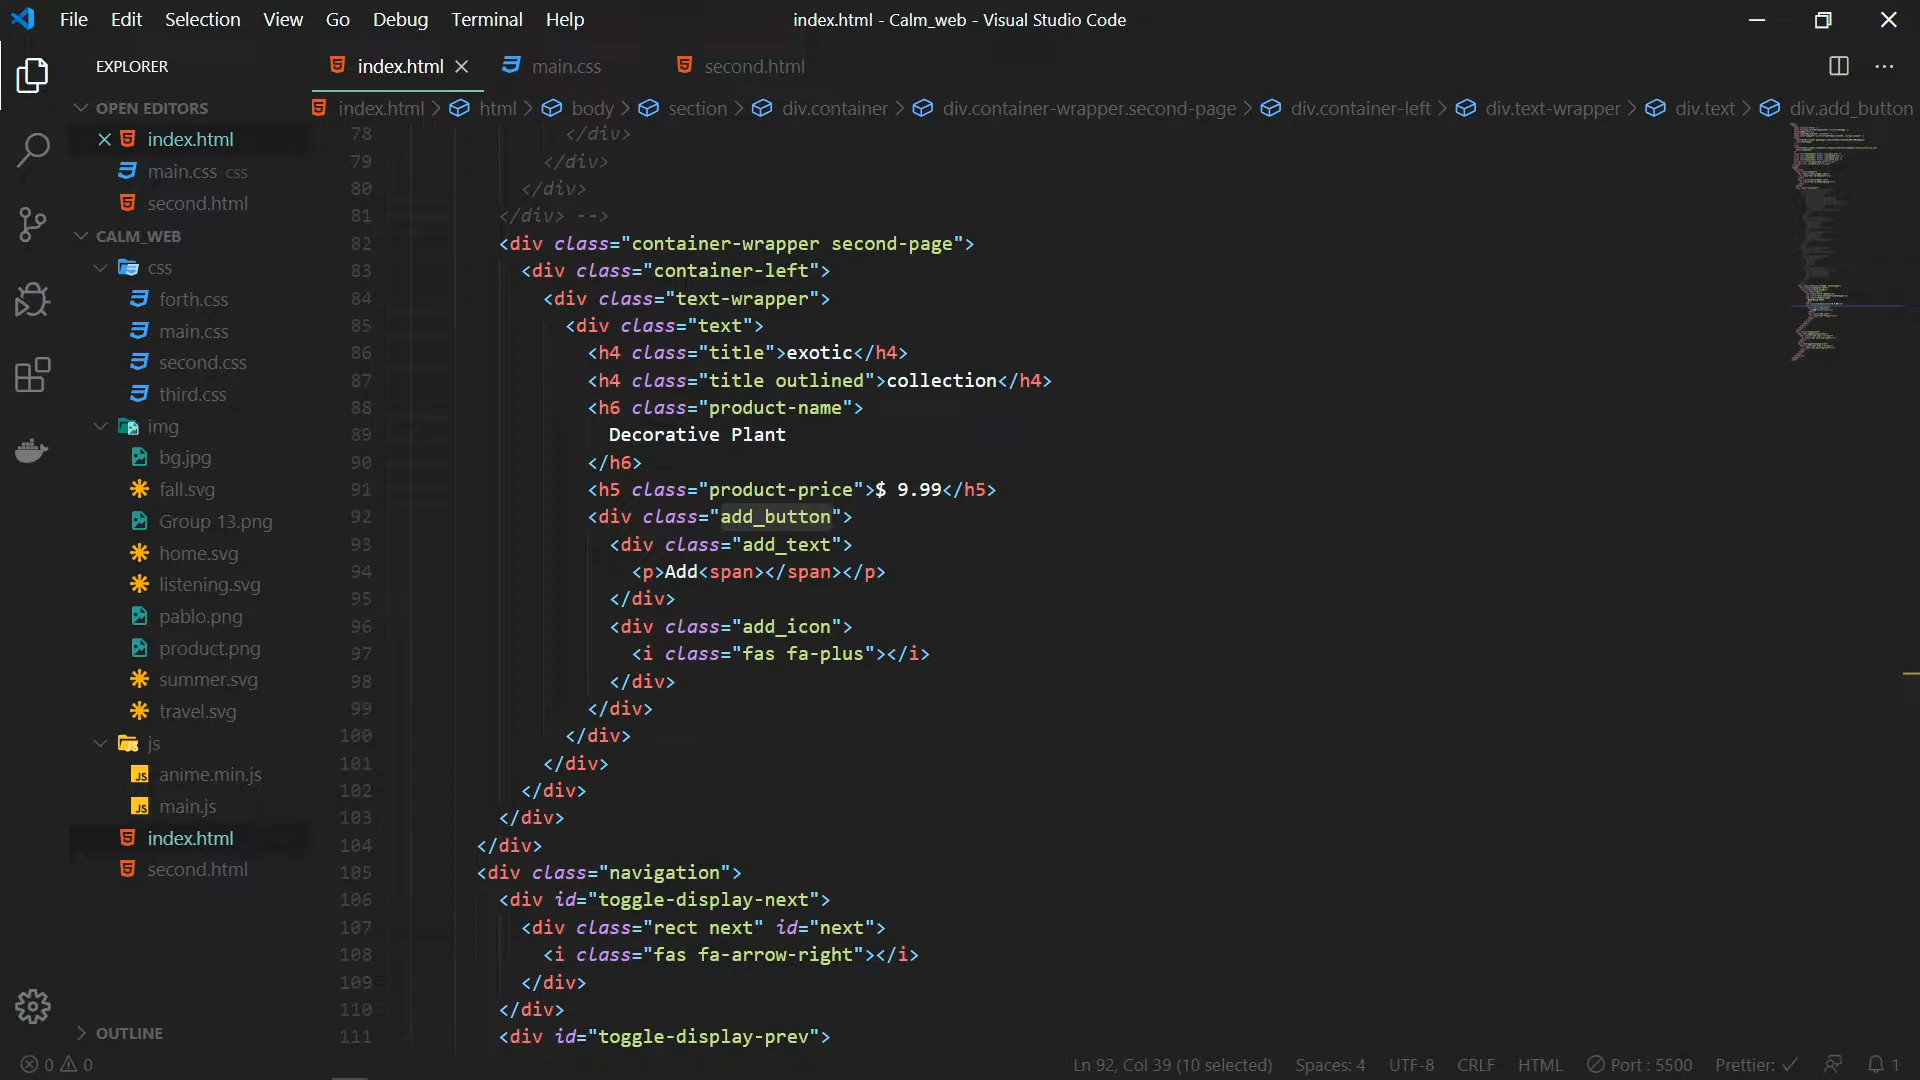 File Edit Selection View Go Debug Terminal Help
index.html - Calm_web - Visual Studio Code
EXPLORER
index.html
main.css
second.html
OPEN EDITORS
index.html
main.css css
second.html
CALM_WEB
css
forth.css
main.css
second.css
third.css
img
bg.jpg
fall.svg
Group 13.png
home.svg
listening.svg
pablo.png
product.png
summer.svg
travel.svg
js
JS anime.min.js
JS main.js
index.html
second.html
OUTLINE
index.html > html > body > section > div.container > div.container-wrapper.second-page > div.container-left > div.text-wrapper > div.text > div.add_button
78 </div>
79 </div>
80 </div>
81 </div> -->
82 <div class="container-wrapper second-page">
83 <div class="container-left">
84 <div class="text-wrapper">
85 <div class="text">
86 <h4 class="title">exotic</h4>
87 <h4 class="title outlined">collection</h4>
88 <h6 class="product-name">
89 Decorative Plant
90 </h6>
91 <h5 class="product-price">$ 9.99</h5>
92 <div class="add_button">
93 <div class="add_text">
94 <p>Add<span></span></p>
95 </div>
96 <div class="add_icon">
97 <i class="fas fa-plus"></i>
98 </div>
99 </div>
100 </div>
101 </div>
102 </div>
103 </div>
104 </div>
105 <div class="navigation">
106 <div id="toggle-display-next">
107 <div class="rect next" id="next">
108 <i class="fas fa-arrow-right"></i>
109 </div>
110 </div>
111 <div id="toggle-display-prev">
0 0
Ln 92, Col 39 (10 selected) Spaces: 4 UTF-8 CRLF HTML Port : 5500 Prettier: 1